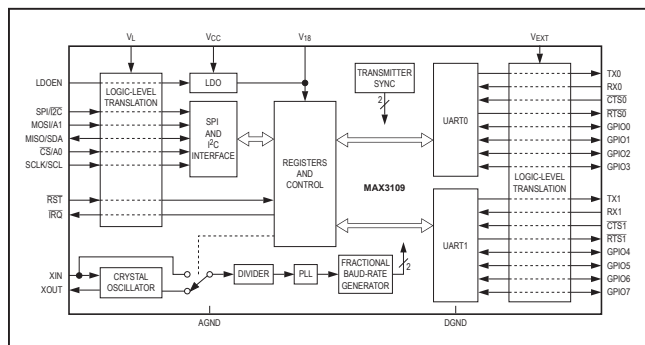 VL
VCC
V18
VEXT
LDOEN
LOGIC-LEVEL
TRANSLATION
LDO
TRANSMITTER
SYNC
2
SPI/I2C
MOSI/A1
MISO/SDA
CS/A0
SCLK/SCL
SPI
AND
I2C
INTERFACE
REGISTERS
AND
CONTROL
MAX3109
UART0
UART1
LOGIC-LEVEL
TRANSLATION
TX0
RX0
CTS0
RTS0
GPIO0
GPIO1
GPIO2
GPIO3
TX1
RX1
CTS1
RTS1
GPIO4
GPIO5
GPIO6
GPIO7
RST
IRQ
XIN
XOUT
CRYSTAL
OSCILLATOR
DIVIDER
PLL
FRACTIONAL
BAUD-RATE
GENERATOR
2
AGND
DGND